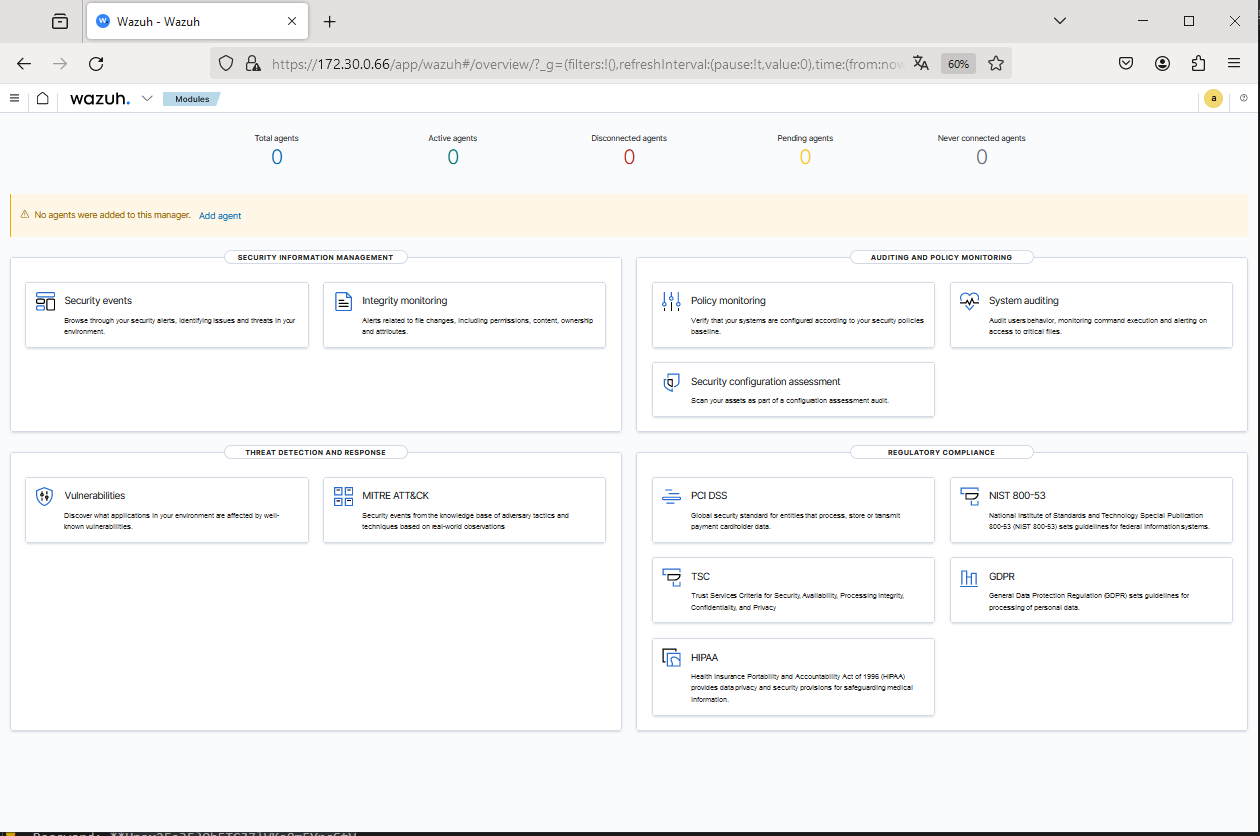 Wazuh - Wazuh
https://172.30.0.66/app/wazuh#/overview/?_g=(filters:!(),refreshInterval:(pause:!t,value:0),time:(from:now
60%
wazuh.
Modules
a
Total agents
Active agents
Disconnected agents
Pending agents
Never connected agents
0
0
0
0
0
No agents were added to this manager. Add agent
SECURITY INFORMATION MANAGEMENT
Security events
Browse through your security alerts, identifying issues and threats in your
environment.
Integrity monitoring
Alerts related to file changes, including permissions, content, ownership
and attributes.
AUDITING AND POLICY MONITORING
Policy monitoring
Verify that your systems are configured according to your security policies
baseline.
System auditing
Audit users behavior, monitoring command execution and alerting on
access to critical files.
Security configuration assessment
Scan your assets as part of a configuration assessment audit.
THREAT DETECTION AND RESPONSE
Vulnerabilities
Discover what applications in your environment are affected by well-
known vulnerabilities.
MITRE ATT&CK
Security events from the knowledge base of adversary tactics and
techniques based on real-world observations
REGULATORY COMPLIANCE
PCI DSS
Global security standard for entities that process, store or transmit
payment cardholder data.
NIST 800-53
National Institute of Standards and Technology Special Publication
800-53 (NIST 800-53) sets guidelines for federal information systems.
TSC
Trust Services Criteria for Security, Availability, Processing Integrity,
Confidentiality, and Privacy
GDPR
General Data Protection Regulation (GDPR) sets guidelines for
processing of personal data.
HIPAA
Health Insurance Portability and Accountability Act of 1996 (HIPAA)
provides data privacy and security provisions for safeguarding medical
information.